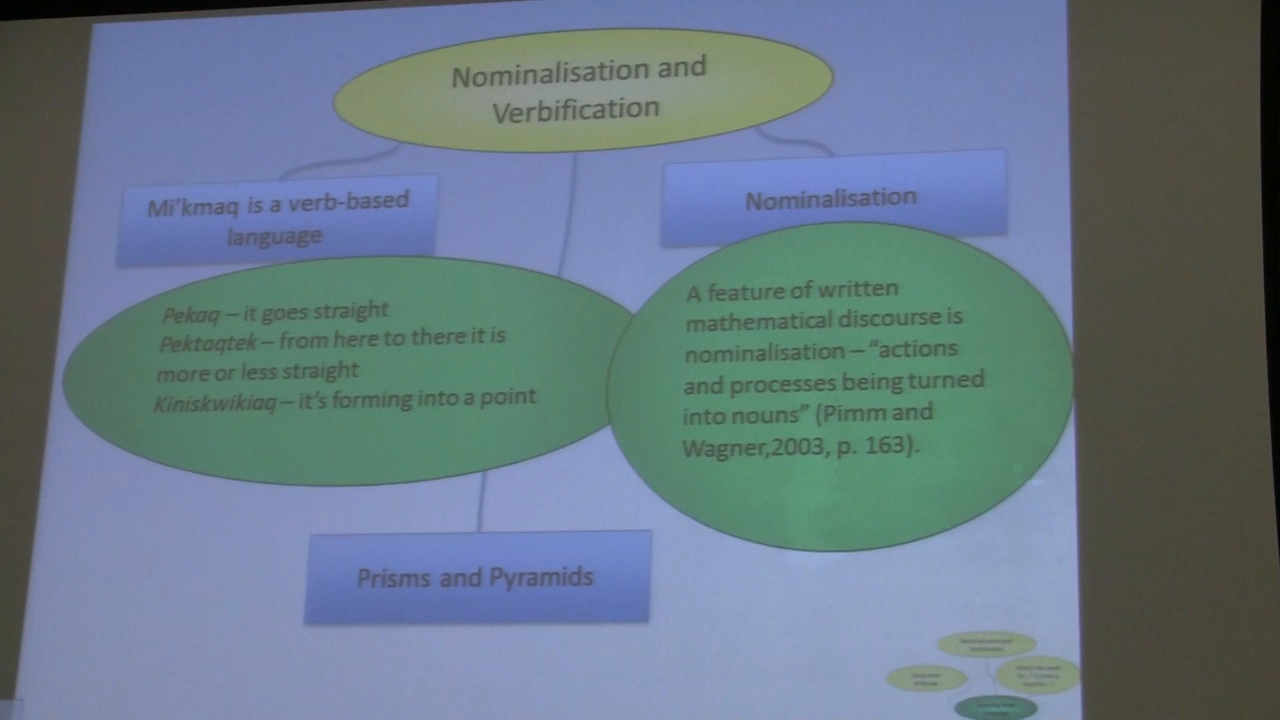 Nominalisation and
Verbification
Mi'kmaq is a verb-based
language
Nominalisation
Pekaq – it goes straight
Pektaqtek – from here to there it is
more or less straight
Kiniskwikiaq – it's forming into a point
A feature of written
mathematical discourse is
nominalisation – "actions
and processes being turned
into nouns" (Pimm and
Wagner,2003, p. 163).
Prisms and Pyramids